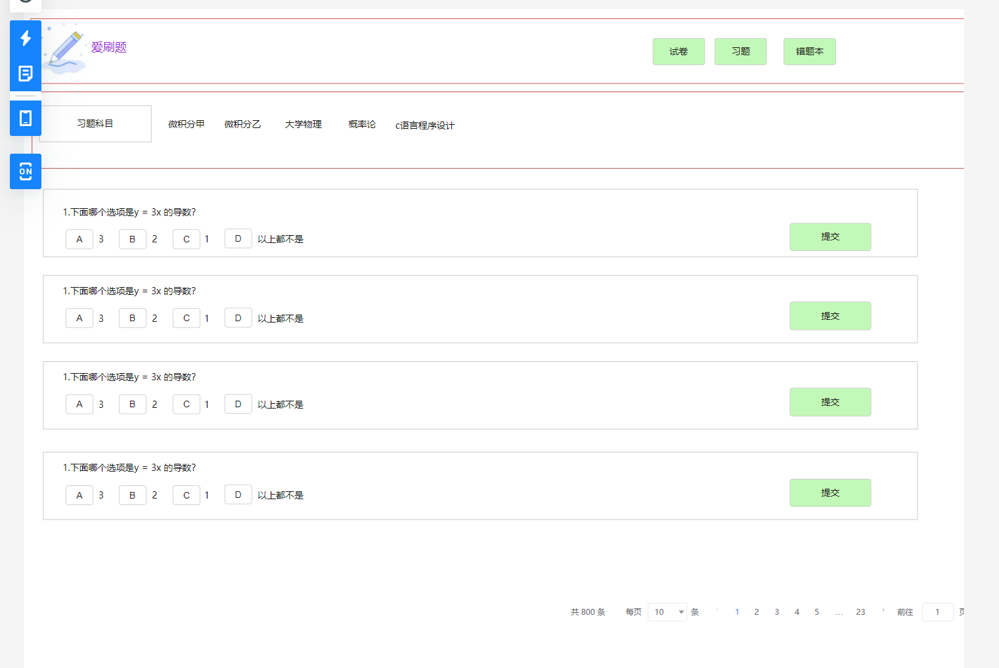 爱刷题
试卷 习题 错题本
习题科目 微积分甲 微积分乙 大学物理 概率论 c语言程序设计
ON
1.下面哪个选项是y = 3x 的导数?
A 3 B 2 C 1 D 以上都不是
提交
1.下面哪个选项是y = 3x 的导数?
A 3 B 2 C 1 D 以上都不是
提交
1.下面哪个选项是y = 3x 的导数?
A 3 B 2 C 1 D 以上都不是
提交
1.下面哪个选项是y = 3x 的导数?
A 3 B 2 C 1 D 以上都不是
提交
共 800 条 每页 10 条 1 2 3 4 5 ... 23 前往 1 页